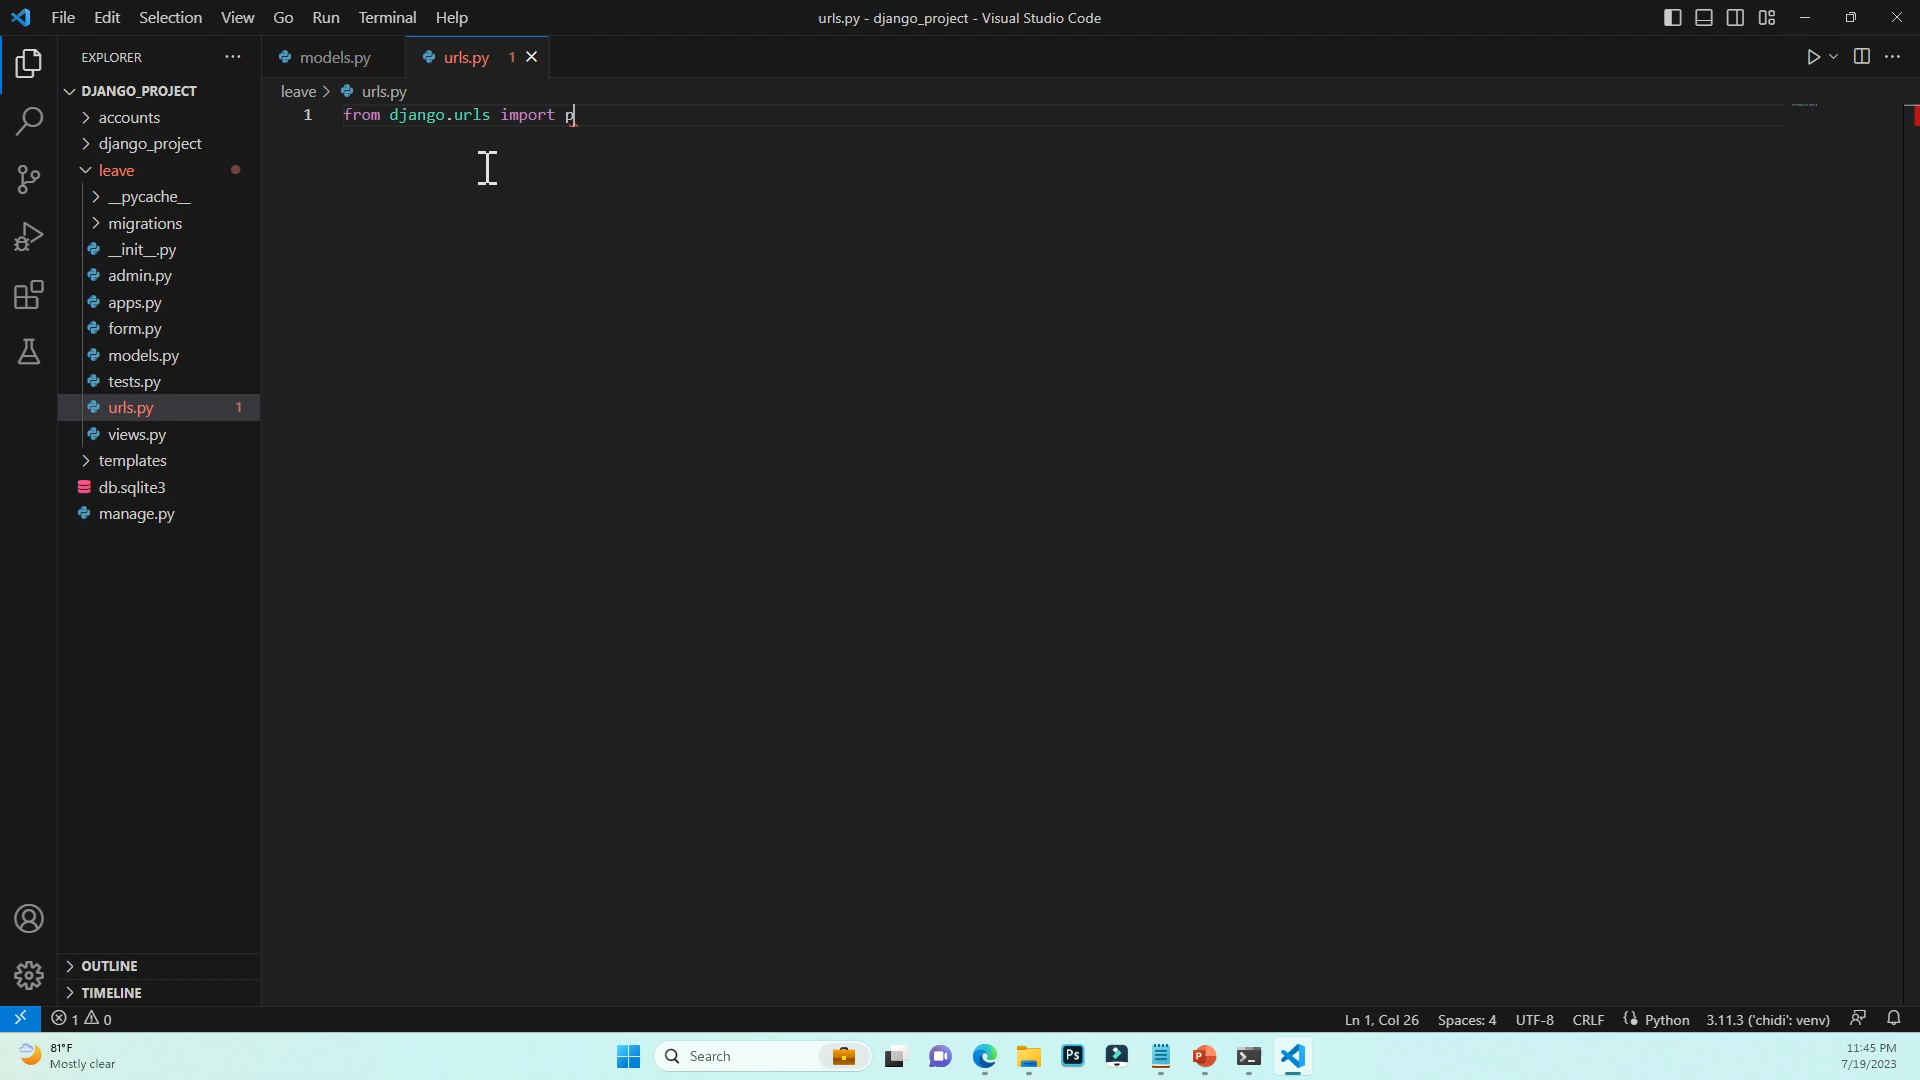 File Edit Selection View Go Run Terminal Help
urls.py - django_project - Visual Studio Code
EXPLORER
models.py
urls.py 1
DJANGO_PROJECT
leave > urls.py
accounts
1 from django.urls import p
django_project
leave
__pycache__
migrations
__init__.py
admin.py
apps.py
form.py
models.py
tests.py
urls.py 1
views.py
templates
db.sqlite3
manage.py
OUTLINE
TIMELINE
1 0
Ln 1, Col 26 Spaces: 4 UTF-8 CRLF Python 3.11.3 ('chidi': venv)
81°F
Mostly clear
Search
Ps
11:45 PM
7/19/2023